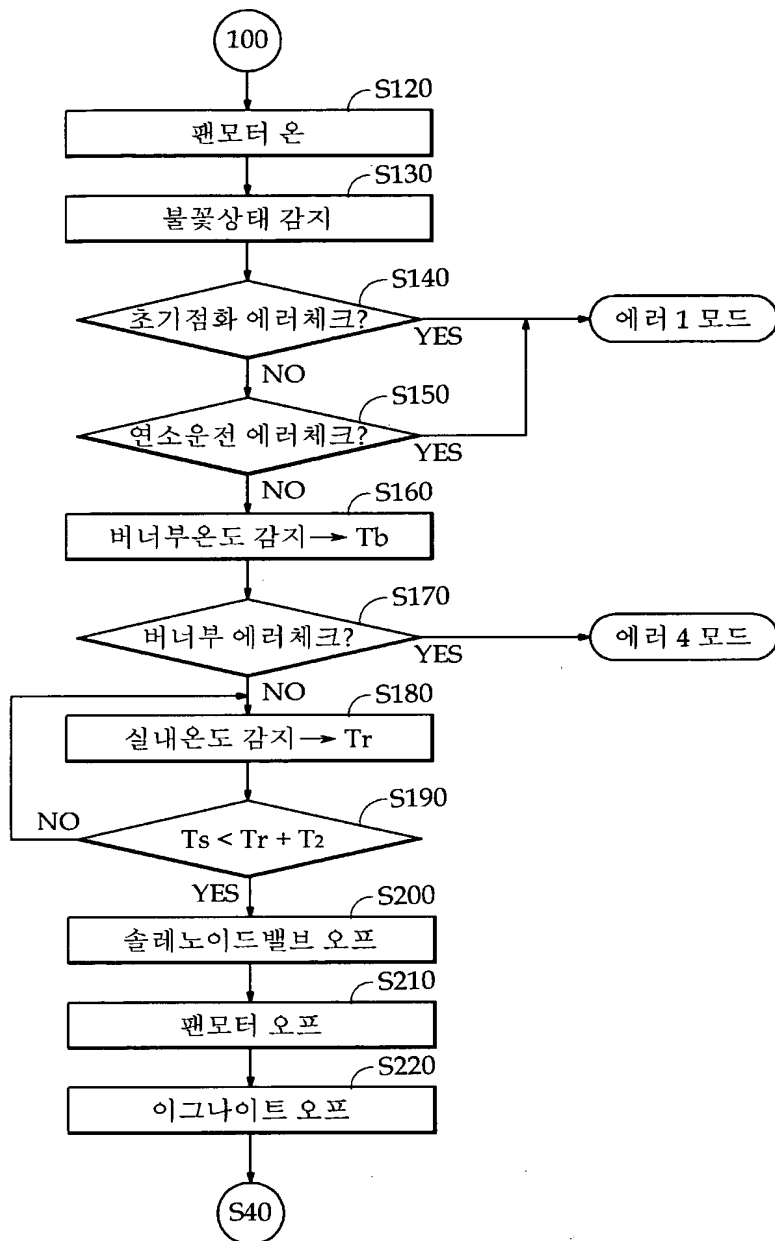 100
S120
팬모터 온
S130
불꽃상태 감지
S140
초기점화 에러체크?
YES
에러 1 모드
NO
S150
연소운전 에러체크?
YES
NO
S160
버너부온도 감지→ Tb
S170
버너부 에러체크?
YES
에러 4 모드
NO
S180
실내온도 감지→ Tr
S190
NO
Ts < Tr + T2
YES
S200
솔레노이드밸브 오프
S210
팬모터 오프
S220
이그나이트 오프
S40